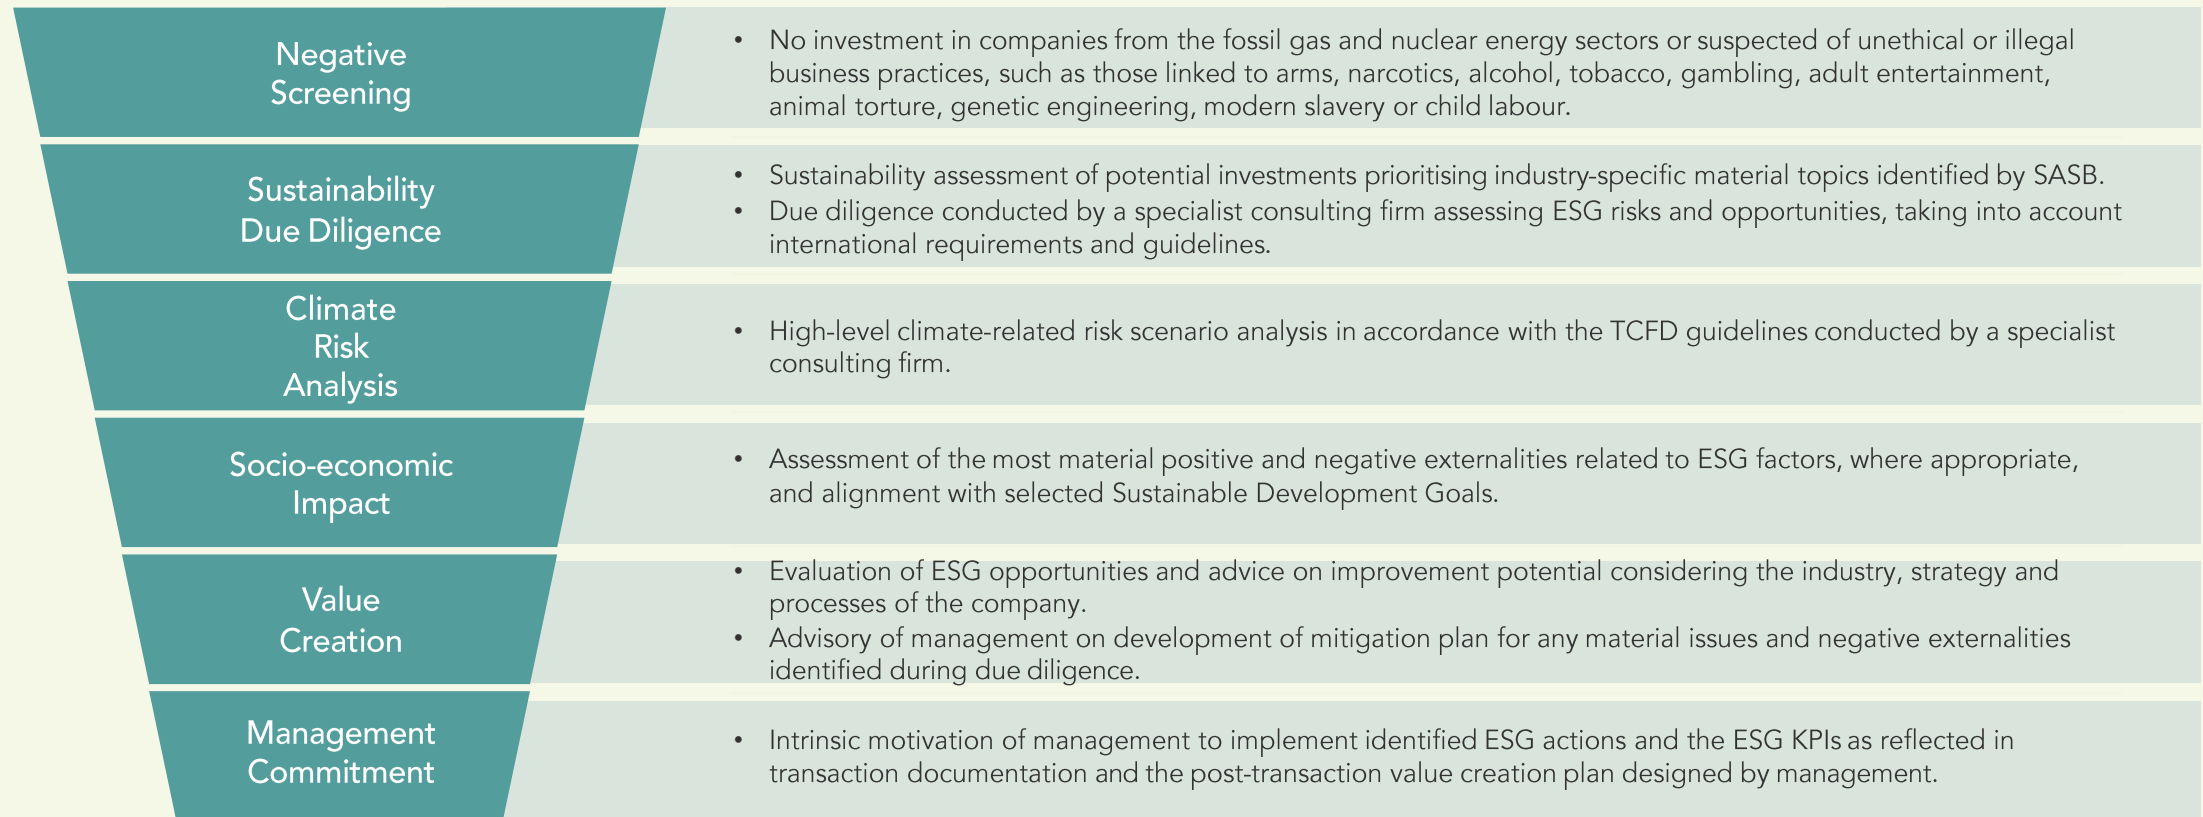 Negative
Screening
• No investment in companies from the fossil gas and nuclear energy sectors or suspected of unethical or illegal
business practices, such as those linked to arms, narcotics, alcohol, tobacco, gambling, adult entertainment,
animal torture, genetic engineering, modern slavery or child labour.
Sustainability
Due Diligence
• Sustainability assessment of potential investments prioritising industry-specific material topics identified by SASB.
• Due diligence conducted by a specialist consulting firm assessing ESG risks and opportunities, taking into account
international requirements and guidelines.
Climate
Risk
Analysis
• High-level climate-related risk scenario analysis in accordance with the TCFD guidelines conducted by a specialist
consulting firm.
Socio-economic
Impact
• Assessment of the most material positive and negative externalities related to ESG factors, where appropriate,
and alignment with selected Sustainable Development Goals.
Value
Creation
• Evaluation of ESG opportunities and advice on improvement potential considering the industry, strategy and
processes of the company.
• Advisory of management on development of mitigation plan for any material issues and negative externalities
identified during due diligence.
Management
Commitment
• Intrinsic motivation of management to implement identified ESG actions and the ESG KPIs as reflected in
transaction documentation and the post-transaction value creation plan designed by management.